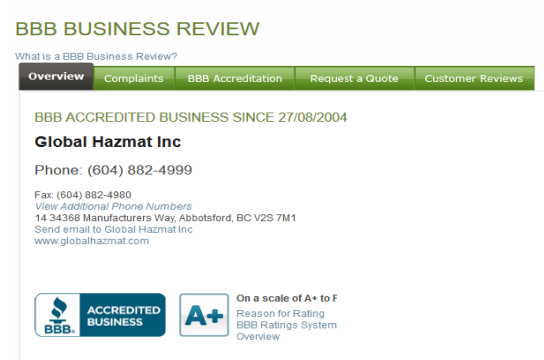 BBB BUSINESS REVIEW
What is a BBB Business Review?
Overview Complaints BBB Accreditation Request a Quote Customer Reviews
BBB ACCREDITED BUSINESS SINCE 27/08/2004
Global Hazmat Inc
Phone: (604) 882-4999
Fax: (604) 882-4980
View Additional Phone Numbers
14 34368 Manufacturers Way, Abbotsford, BC V2S 7M1
Send email to Global Hazmat Inc
www.globalhazmat.com
BBB.
ACCREDITED
BUSINESS
A+
On a scale of A+ to F
Reason for Rating
BBB Ratings System
Overview